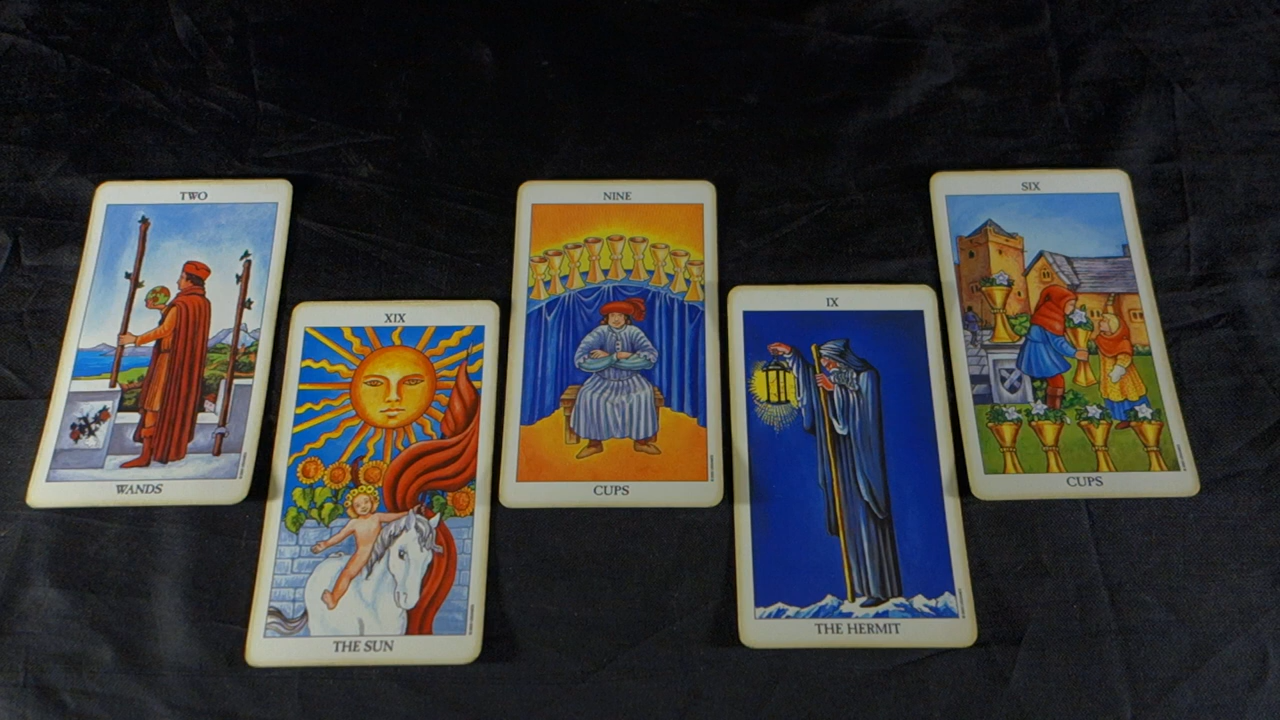 TWO
WANDS
XIX
THE SUN
NINE
CUPS
IX
THE HERMIT
SIX
CUPS